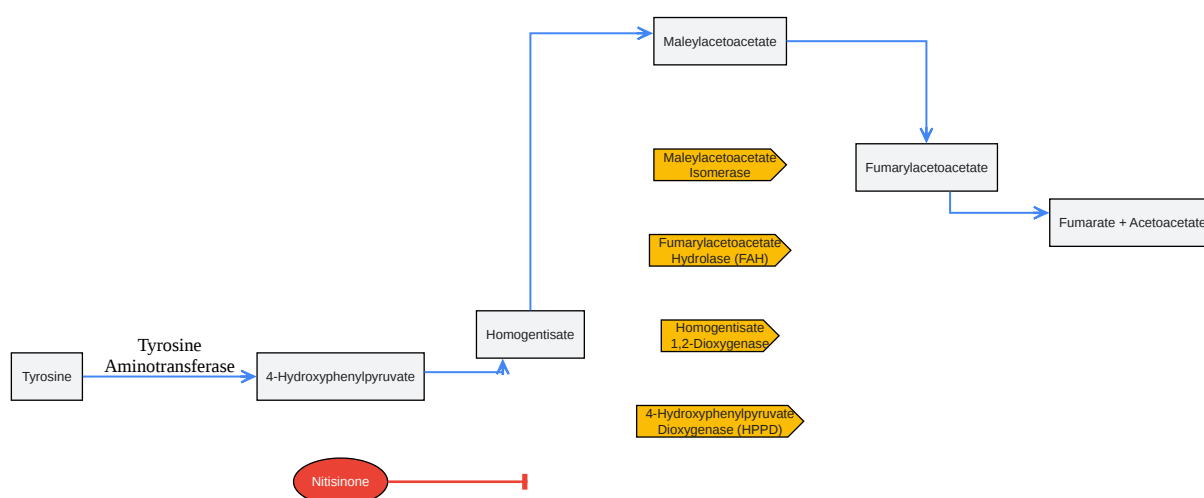 Maleylacetoacetate
Maleylacetoacetate
Isomerase
Fumarylacetoacetate
Fumarate + Acetoacetate
Fumarylacetoacetate
Hydrolase (FAH)
Homogentisate
Homogentisate
1,2-Dioxygenase
Tyrosine
Aminotransferase
Tyrosine
4-Hydroxyphenylpyruvate
4-Hydroxyphenylpyruvate
Dioxygenase (HPPD)
Nitisinone